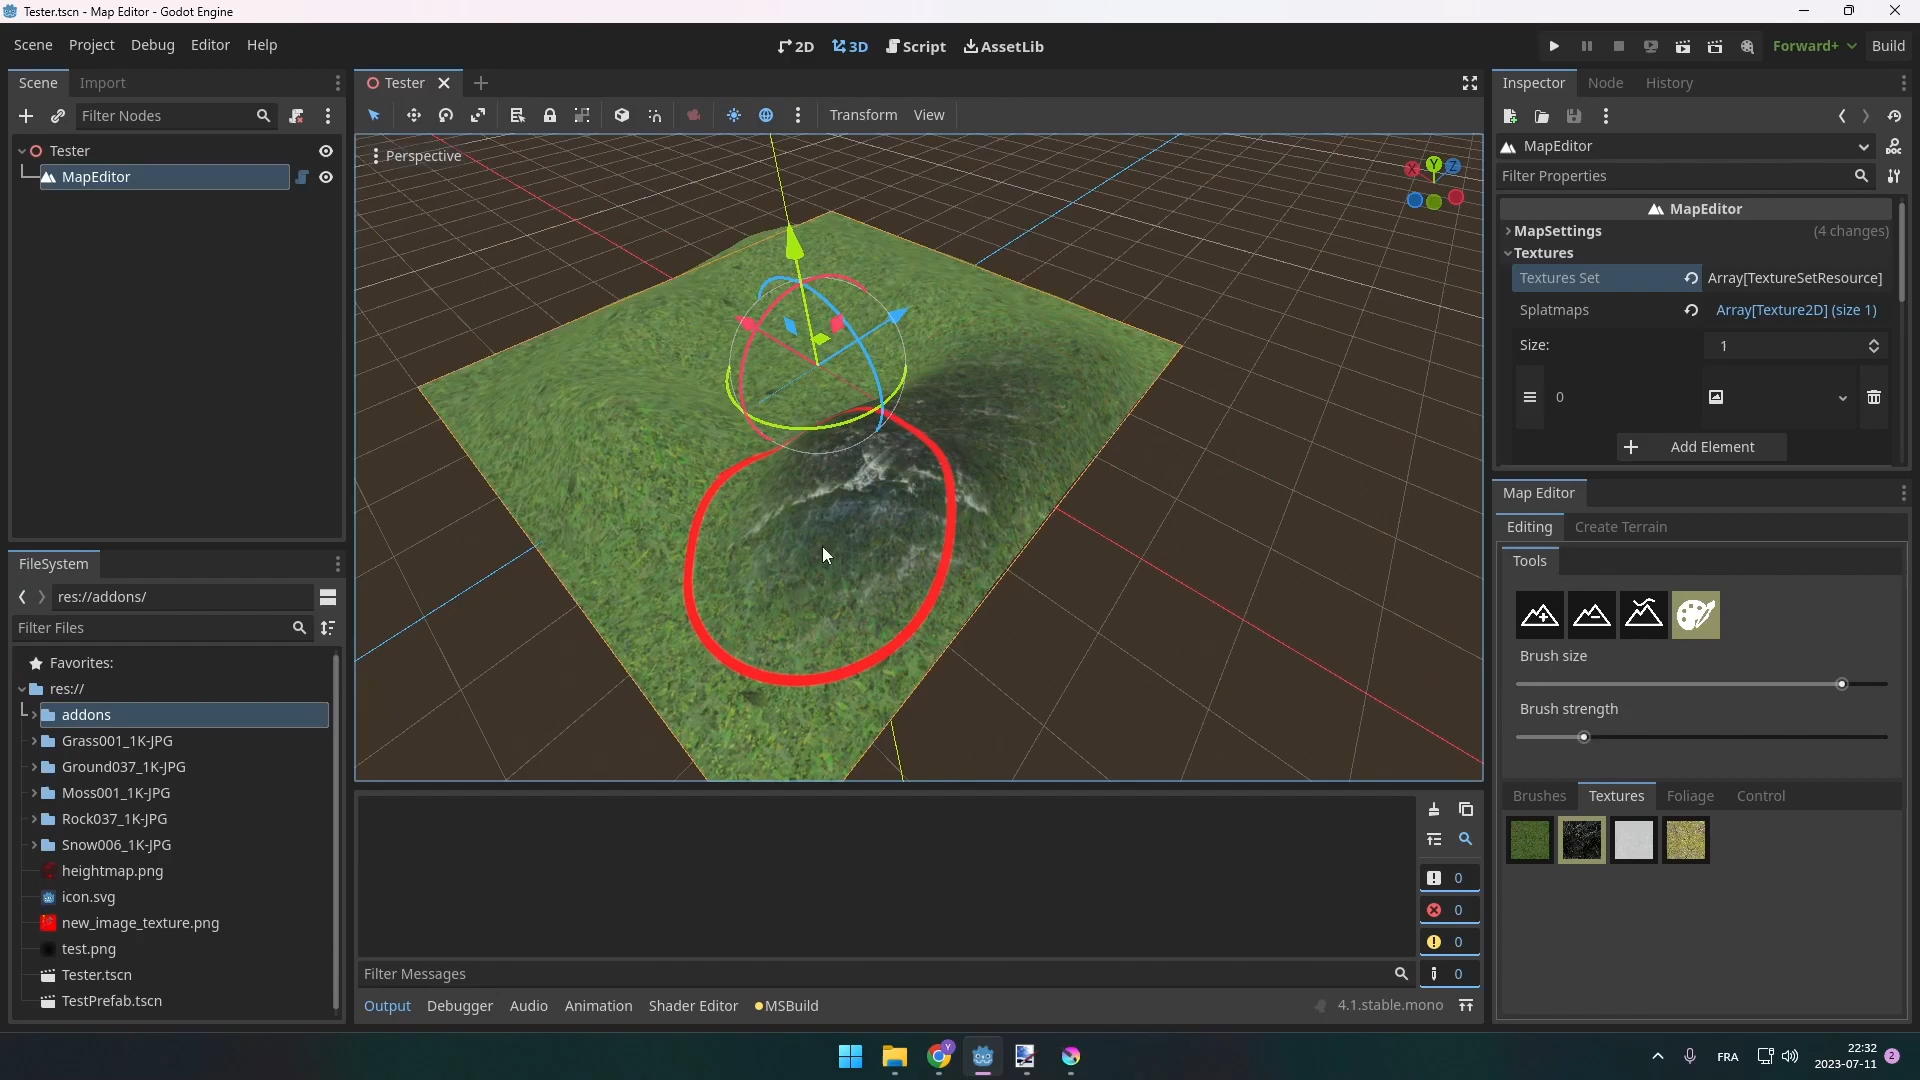 Tester.tscn - Map Editor - Godot Engine
Scene Project Debug Editor Help
2D 3D Script AssetLib
Forward+ Build
Scene Import
Filter Nodes
Tester
MapEditor
Tester
Transform View
Perspective
X Y Z
Inspector Node History
MapEditor
DOC
Filter Properties
MapEditor
MapSettings (4 changes)
Textures
Textures Set Array[TextureSetResource]
Splatmaps Array[Texture2D] (size 1)
Size: 1
0
Add Element
Map Editor
Editing Create Terrain
Tools
Brush size
Brush strength
Brushes Textures Foliage Control
FileSystem
res://addons/
Filter Files
Favorites:
res://
addons
Grass001_1K-JPG
Ground037_1K-JPG
Moss001_1K-JPG
Rock037_1K-JPG
Snow006_1K-JPG
heightmap.png
icon.svg
new_image_texture.png
test.png
Tester.tscn
TestPrefab.tscn
0
0
0
0
Filter Messages
Output Debugger Audio Animation Shader Editor MSBuild
4.1.stable.mono
Y
FRA
22:32
2023-07-11
2